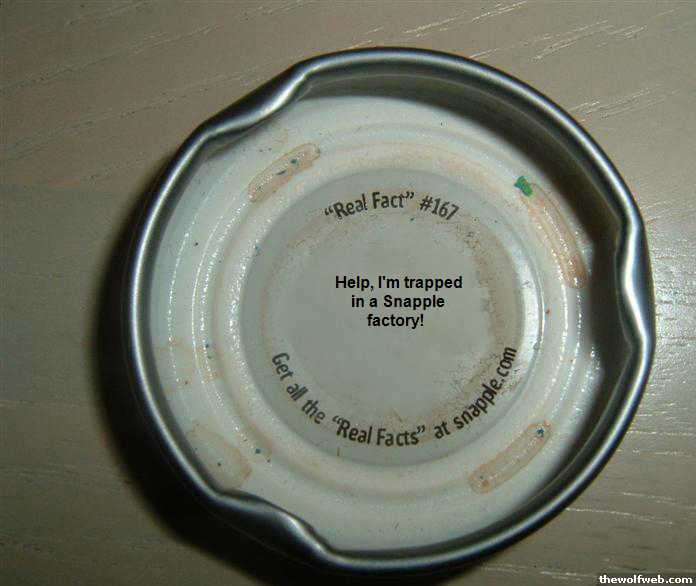 “Real Fact” #167
Help, I'm trapped
in a Snapple
factory!
Get all the “Real Facts” at snapple.com
thewolfweb.com